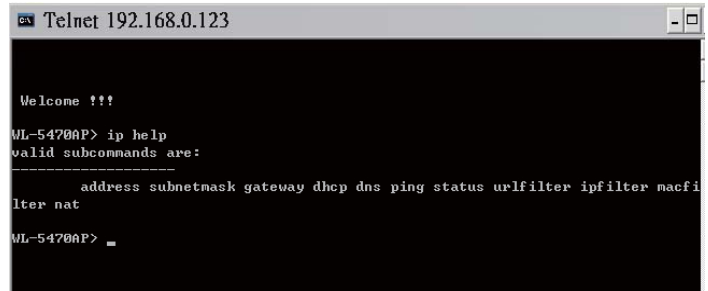 Telnet 192.168.0.123
Welcome !!!
WL-5470AP> ip help
valid subcommands are:
-------------------
address subnetmask gateway dhcp dns ping status urlfilter ipfilter macfi
lter nat
WL-5470AP> _